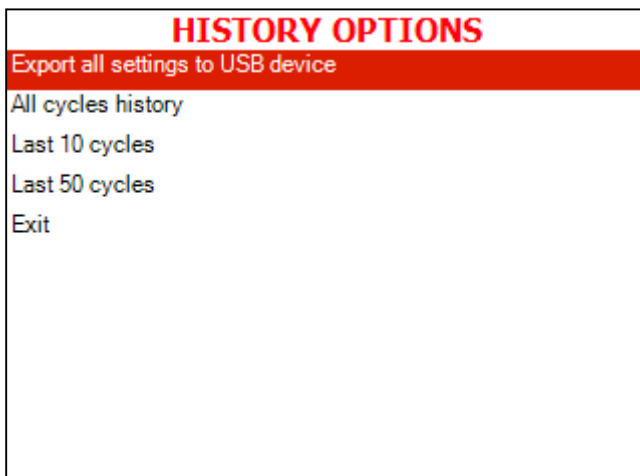 HISTORY OPTIONS
Export all settings to USB device
All cycles history
Last 10 cycles
Last 50 cycles
Exit